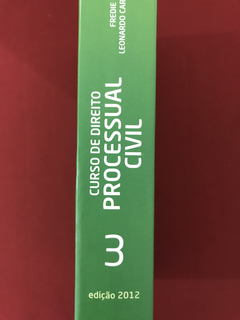 FREDIE
LEONARDO CAR
CURSO DE DIREITO
PROCESSUAL
CIVIL
3
edição 2012